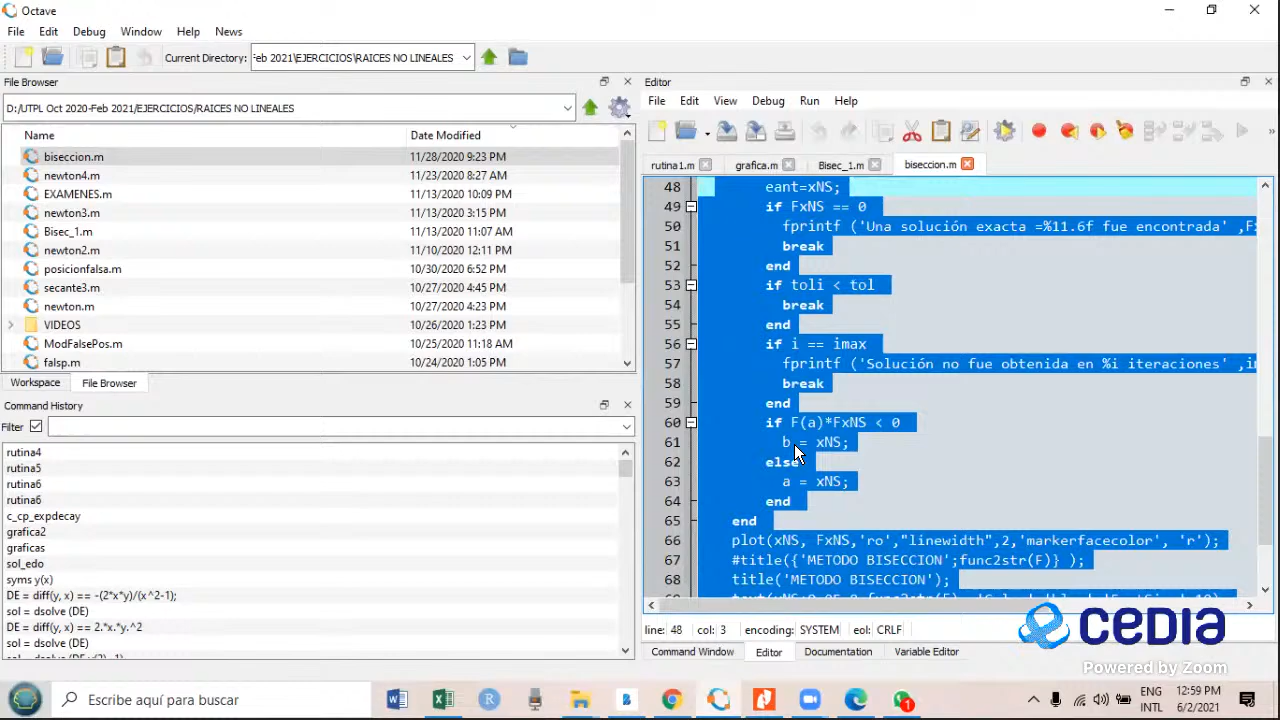 Octave
File Edit Debug Window Help News
Current Directory: Feb 2021\EJERCICIOS\RAICES NO LINEALES
File Browser
D:/UTPL Oct 2020-Feb 2021/EJERCICIOS/RAICES NO LINEALES
Name Date Modified
biseccion.m 11/28/2020 9:23 PM
newton4.m 11/23/2020 8:27 AM
EXAMENES.m 11/13/2020 10:09 PM
newton3.m 11/13/2020 3:15 PM
Bisec_1.m 11/13/2020 11:07 AM
newton2.m 11/10/2020 12:11 PM
posicionfalsa.m 10/30/2020 6:52 PM
secante3.m 10/27/2020 4:45 PM
newton.m 10/27/2020 4:23 PM
VIDEOS 10/26/2020 1:23 PM
ModFalsePos.m 10/25/2020 11:18 AM
falsp.m 10/24/2020 1:05 PM
Workspace File Browser
Command History
Filter
rutina4
rutina5
rutina6
rutina6
c_cp_expdecay
grafica2
graficas
sol_edo
syms y(x)
DE = diff(y, x) == -(2*x*y)/(x^2-1);
sol = dsolve (DE)
DE = diff(y, x) == 2.*x.*y.^2
sol = dsolve (DE)
Editor
File Edit View Debug Run Help
rutina1.m grafica.m Bisec_1.m biseccion.m
48 eant=xNS;
49 if FxNS == 0
50 fprintf ('Una solución exacta =%11.6f fue encontrada' ,Fx
51 break
52 end
53 if toli < tol
54 break
55 end
56 if i == imax
57 fprintf ('Solución no fue obtenida en %i iteraciones' ,im
58 break
59 end
60 if F(a)*FxNS < 0
61 b = xNS;
62 else
63 a = xNS;
64 end
65 end
66 plot(xNS, FxNS,'ro',"linewidth",2,'markerfacecolor', 'r');
67 #title({'METODO BISECCION';func2str(F)} );
68 title('METODO BISECCION');
line: 48 col: 3 encoding: SYSTEM eol: CRLF
Command Window Editor Documentation Variable Editor
cedia
Powered by Zoom
Escribe aquí para buscar
1
ENG
INTL
12:59 PM
6/2/2021